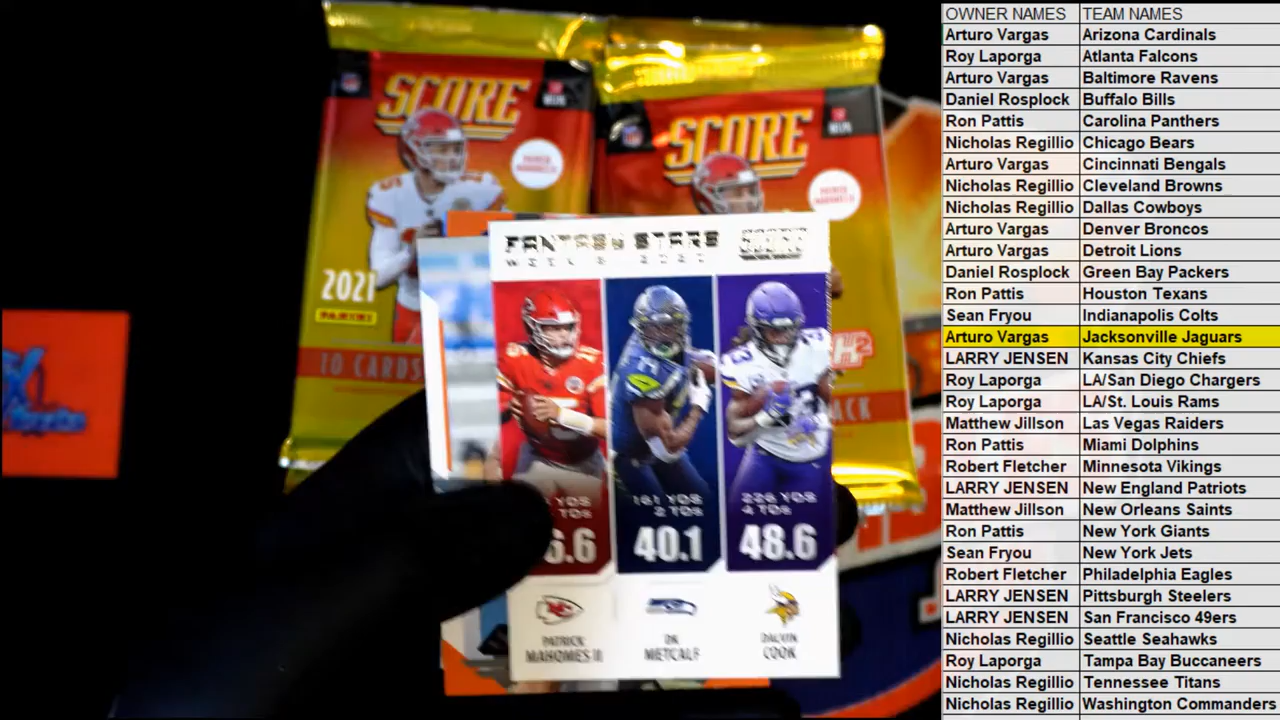 SCORE
2021
PANINI
10 CARDS
SCORE
FANTASY STARS
SCORE
YDS
TDs
6.6
161 YDS
2 TDs
40.1
226 YDS
4 TDs
48.6
PATRICK
MAHOMES II
DK
METCALF
DALVIN
COOK
OWNER NAMES TEAM NAMES
Arturo Vargas Arizona Cardinals
Roy Laporga Atlanta Falcons
Arturo Vargas Baltimore Ravens
Daniel Rosplock Buffalo Bills
Ron Pattis Carolina Panthers
Nicholas Regillio Chicago Bears
Arturo Vargas Cincinnati Bengals
Nicholas Regillio Cleveland Browns
Nicholas Regillio Dallas Cowboys
Arturo Vargas Denver Broncos
Arturo Vargas Detroit Lions
Daniel Rosplock Green Bay Packers
Ron Pattis Houston Texans
Sean Fryou Indianapolis Colts
Arturo Vargas Jacksonville Jaguars
LARRY JENSEN Kansas City Chiefs
Roy Laporga LA/San Diego Chargers
Roy Laporga LA/St. Louis Rams
Matthew Jillson Las Vegas Raiders
Ron Pattis Miami Dolphins
Robert Fletcher Minnesota Vikings
LARRY JENSEN New England Patriots
Matthew Jillson New Orleans Saints
Ron Pattis New York Giants
Sean Fryou New York Jets
Robert Fletcher Philadelphia Eagles
LARRY JENSEN Pittsburgh Steelers
LARRY JENSEN San Francisco 49ers
Nicholas Regillio Seattle Seahawks
Roy Laporga Tampa Bay Buccaneers
Nicholas Regillio Tennessee Titans
Nicholas Regillio Washington Commanders